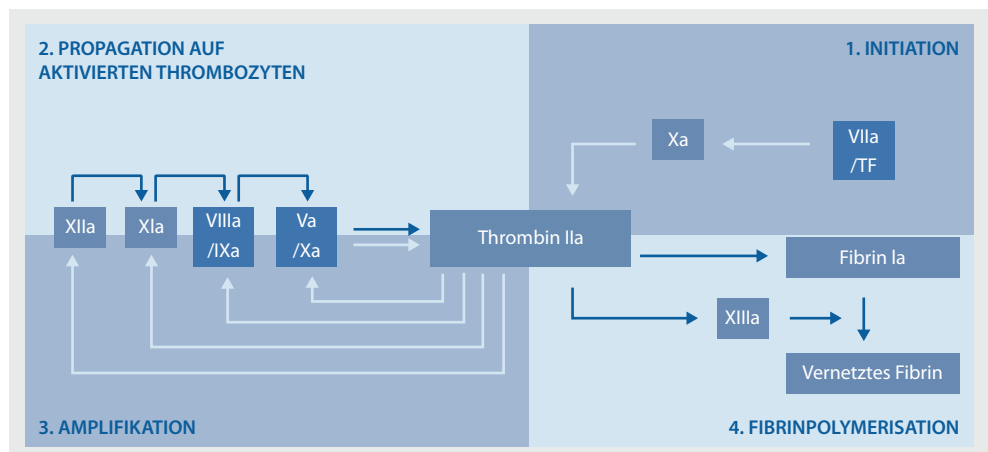 2. PROPAGATION AUF
AKTIVIERTEN THROMBOZYTEN
1. INITIATION
Xa
VIIa
/TF
XIIa
XIa
VIIIa
/IXa
Va
/Xa
Thrombin IIa
Fibrin Ia
XIIIa
Vernetztes Fibrin
3. AMPLIFIKATION
4. FIBRINPOLYMERISATION